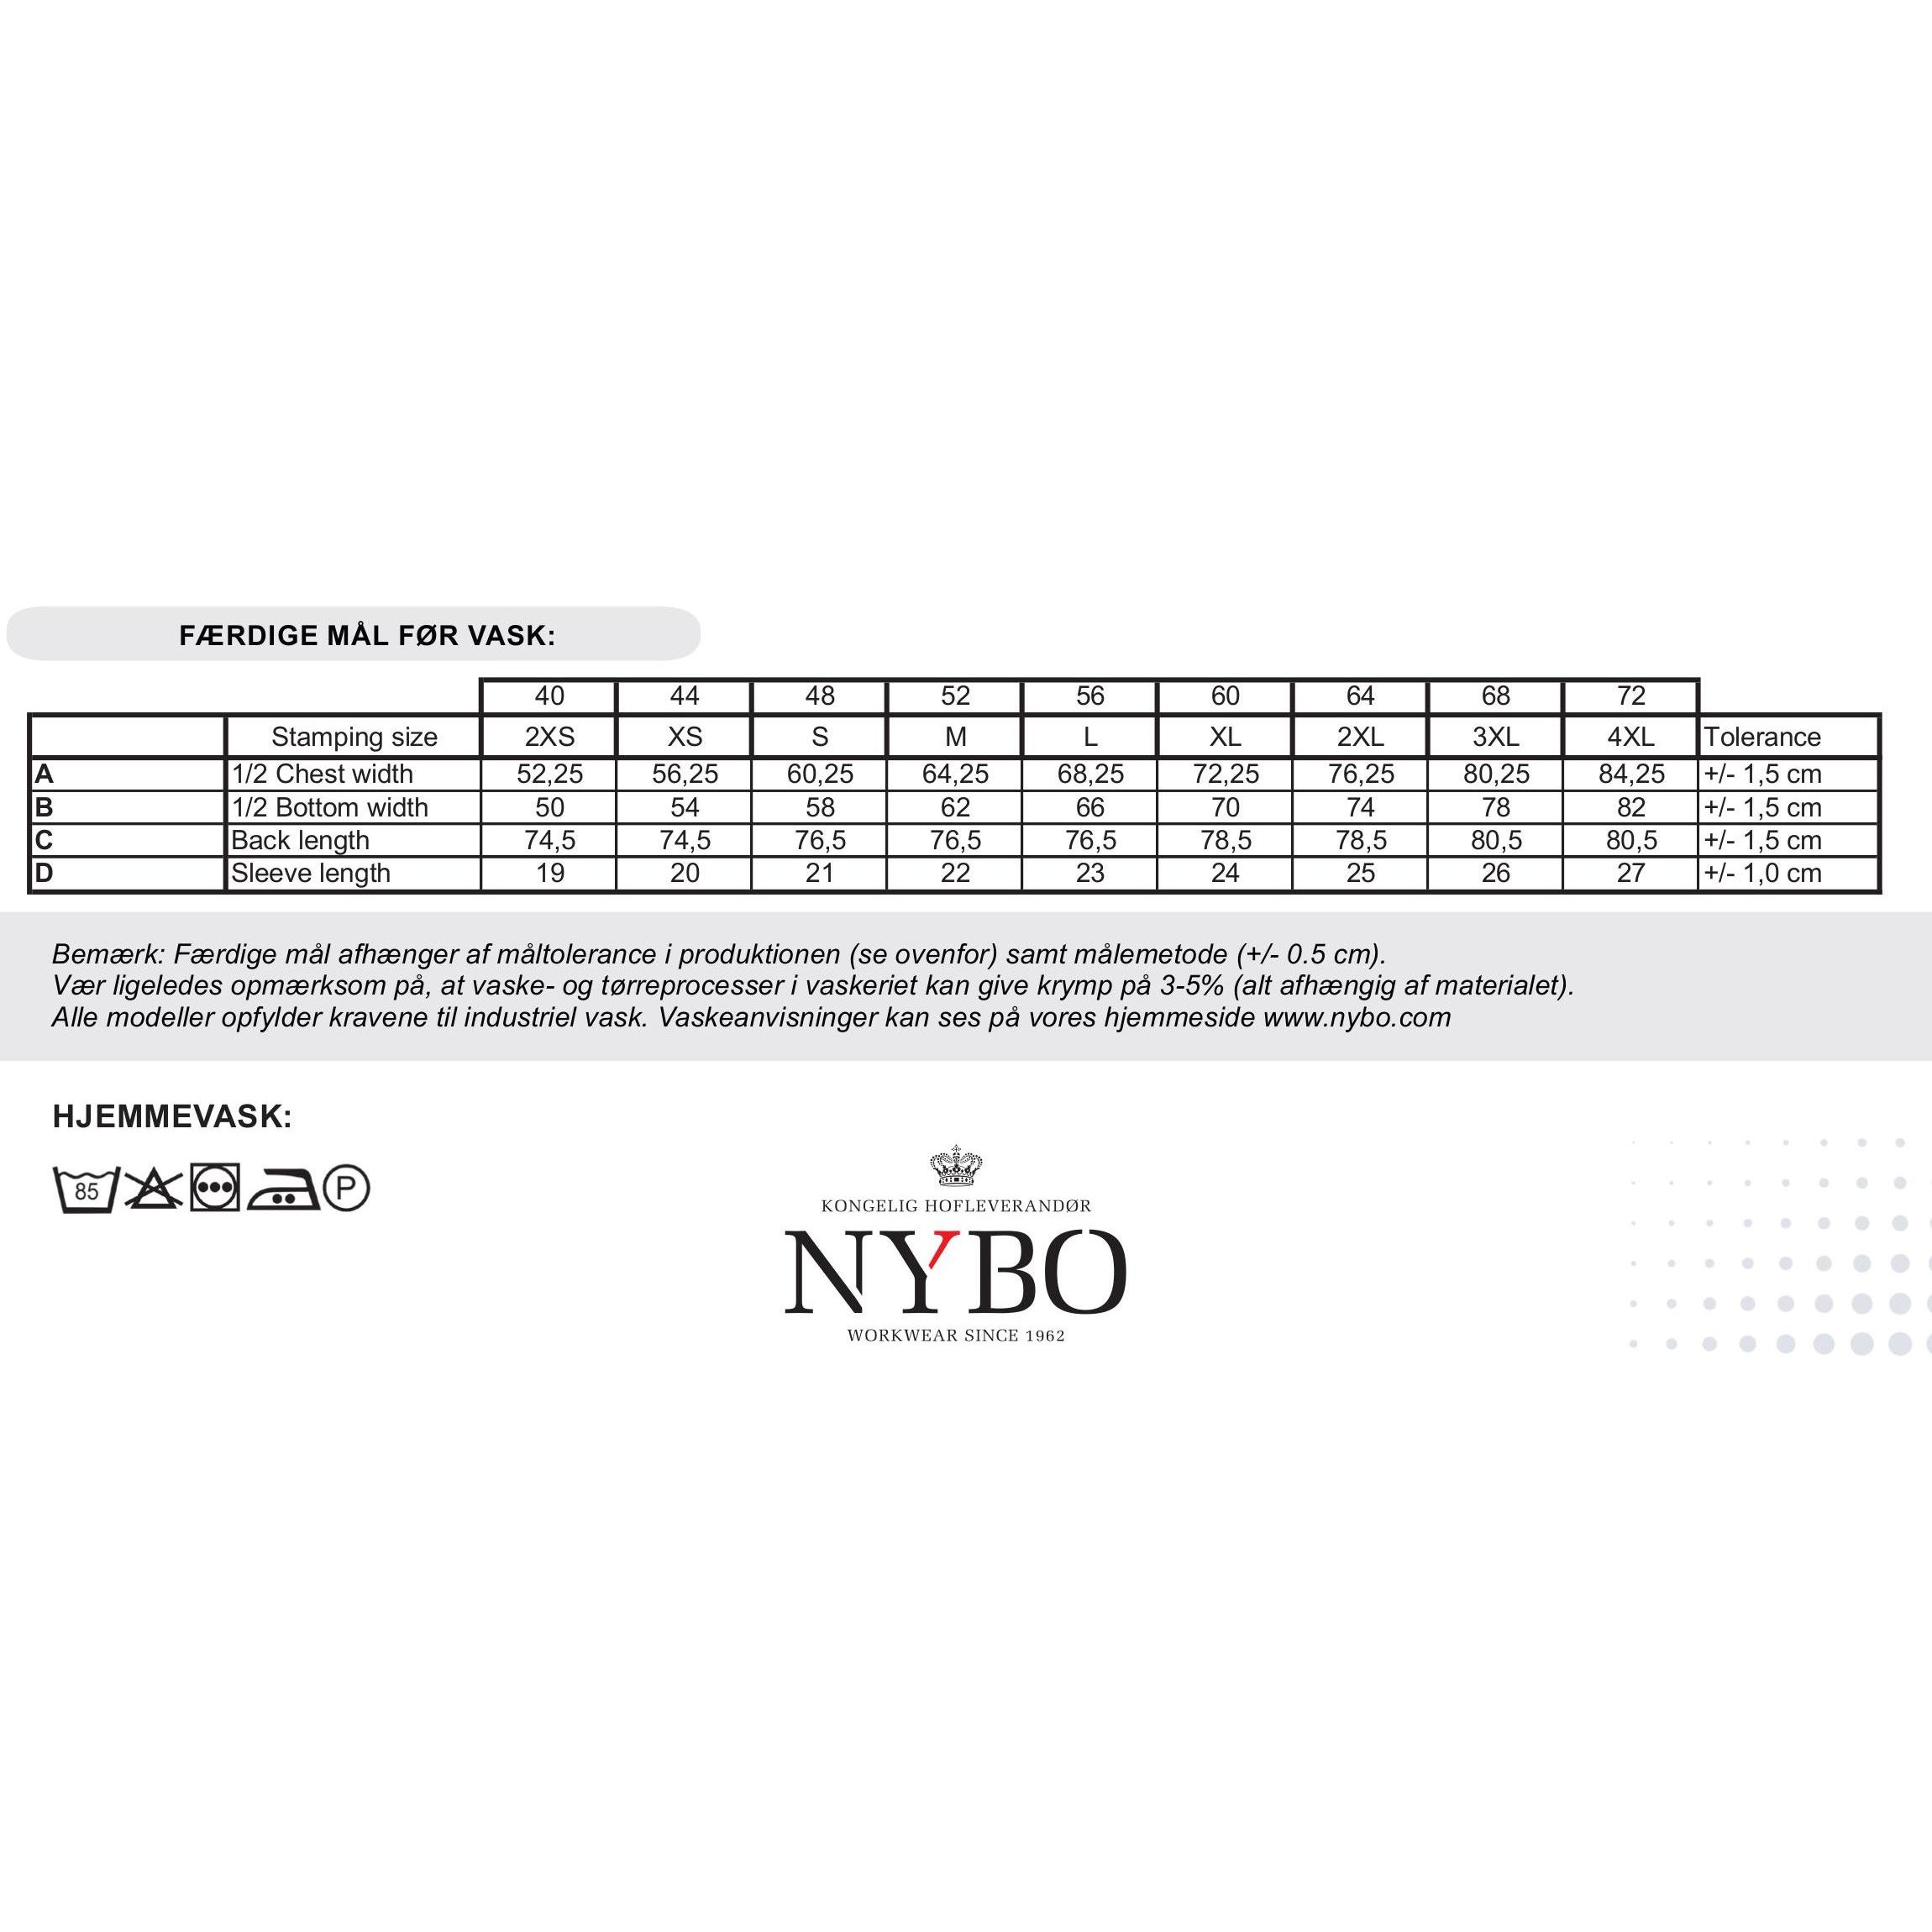 FÆRDIGE MÅL FØR VASK:
40 44 48 52 56 60 64 68 72
Stamping size 2XS XS S M L XL 2XL 3XL 4XL Tolerance
A 1/2 Chest width 52,25 56,25 60,25 64,25 68,25 72,25 76,25 80,25 84,25 +/- 1,5 cm
B 1/2 Bottom width 50 54 58 62 66 70 74 78 82 +/- 1,5 cm
C Back length 74,5 74,5 76,5 76,5 76,5 78,5 78,5 80,5 80,5 +/- 1,5 cm
D Sleeve length 19 20 21 22 23 24 25 26 27 +/- 1,0 cm
Bemærk: Færdige mål afhænger af måltolerance i produktionen (se ovenfor) samt målemetode (+/- 0.5 cm).
Vær ligeledes opmærksom på, at vaske- og tørreprocesser i vaskeriet kan give krymp på 3-5% (alt afhængig af materialet).
Alle modeller opfylder kravene til industriel vask. Vaskeanvisninger kan ses på vores hjemmeside www.nybo.com
HJEMMEVASK:
85 P
KONGELIG HOFLEVERANDØR
NYBO
WORKWEAR SINCE 1962